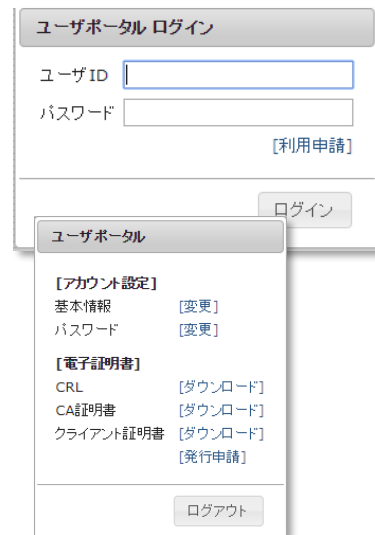 ユーザポータル ログイン
ユーザID
パスワード
[利用申請]
ログイン
ユーザポータル
[アカウント設定]
基本情報 [変更]
パスワード [変更]
[電子証明書]
CRL [ダウンロード]
CA証明書 [ダウンロード]
クライアント証明書 [ダウンロード]
[発行申請]
ログアウト